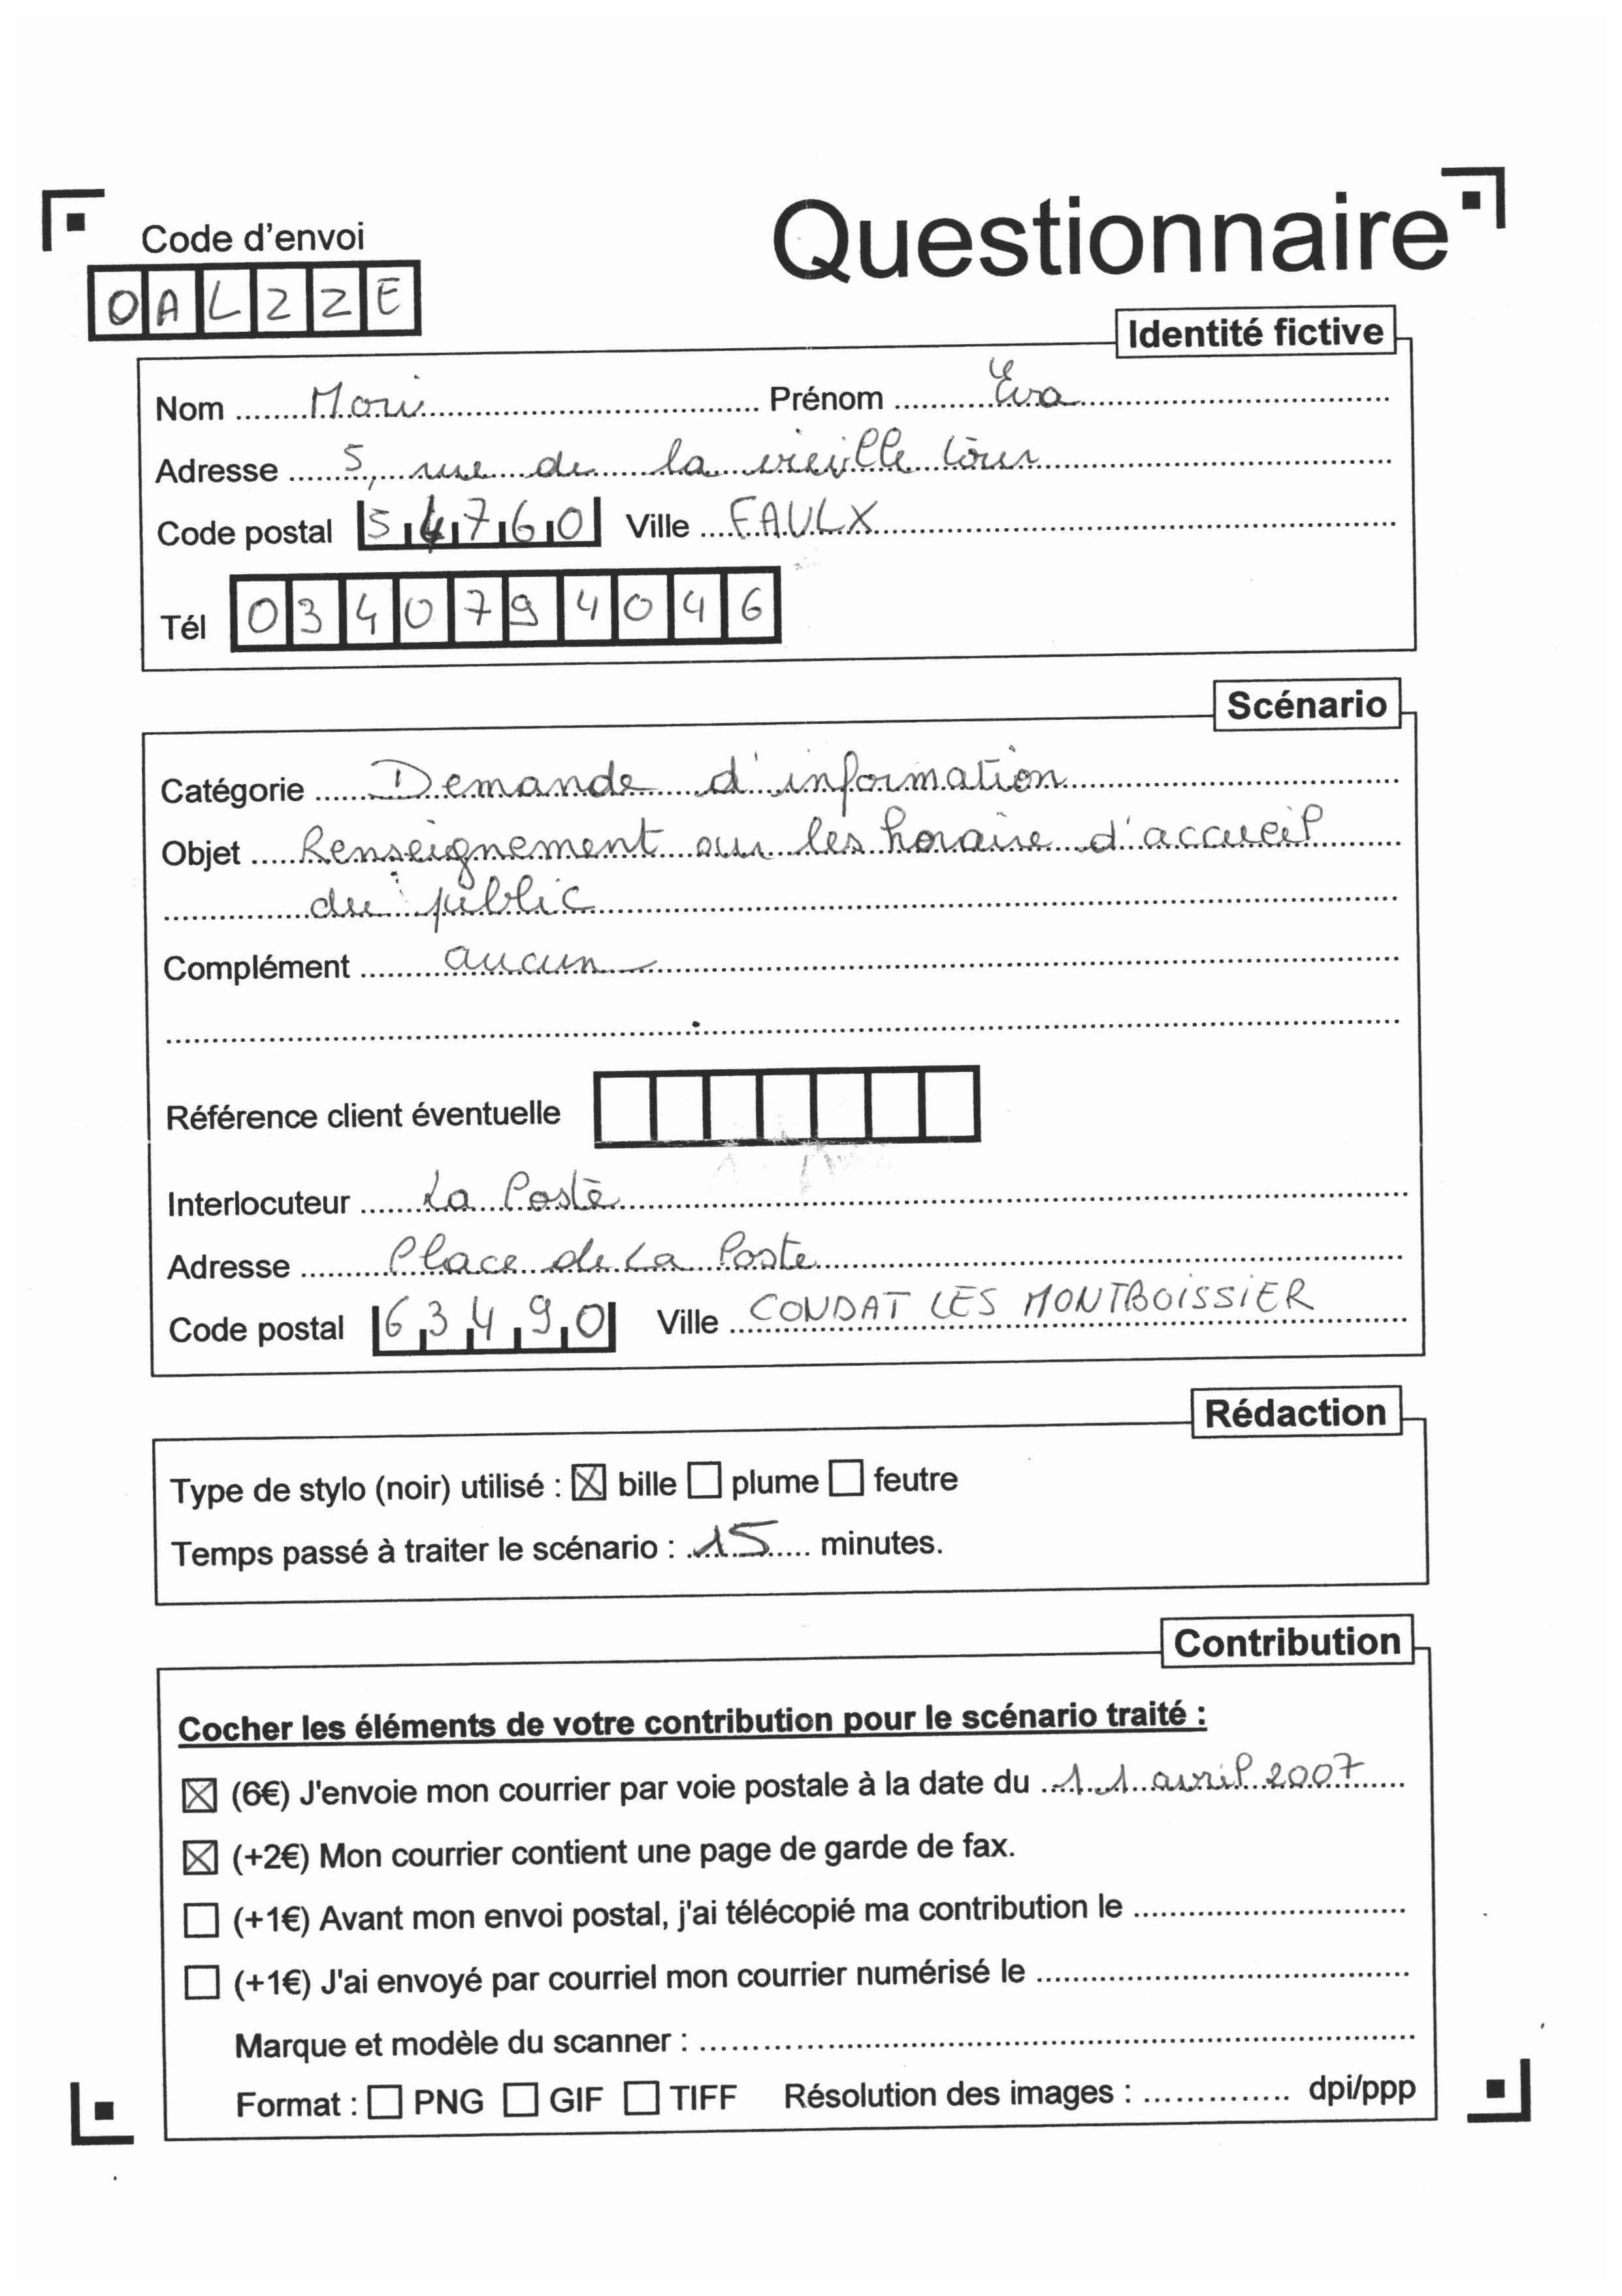 Questionnaire
Code d'envoi
OAL22E
Identité fictive
Nom Mori Prénom Eva
Adresse 5, rue de la vieille tour
Code postal 54760 Ville FAULX
Tél 0340794046
Scénario
Catégorie Demande d'information
Objet Renseignement sur les horaire d'accueil
du public
Complément aucun
Référence client éventuelle
Interlocuteur La Poste
Adresse Place de La Poste
Code postal 63490 Ville CONDAT LES MONTBOISSIER
Rédaction
Type de stylo (noir) utilisé : ☒ bille ☐ plume ☐ feutre
Temps passé à traiter le scénario : 15 minutes.
Contribution
Cocher les éléments de votre contribution pour le scénario traité :
☒ (6€) J'envoie mon courrier par voie postale à la date du 11 avril 2007
☒ (+2€) Mon courrier contient une page de garde de fax.
☐ (+1€) Avant mon envoi postal, j'ai télécopié ma contribution le
☐ (+1€) J'ai envoyé par courriel mon courrier numérisé le
Marque et modèle du scanner :
Format : ☐ PNG ☐ GIF ☐ TIFF Résolution des images : dpi/ppp